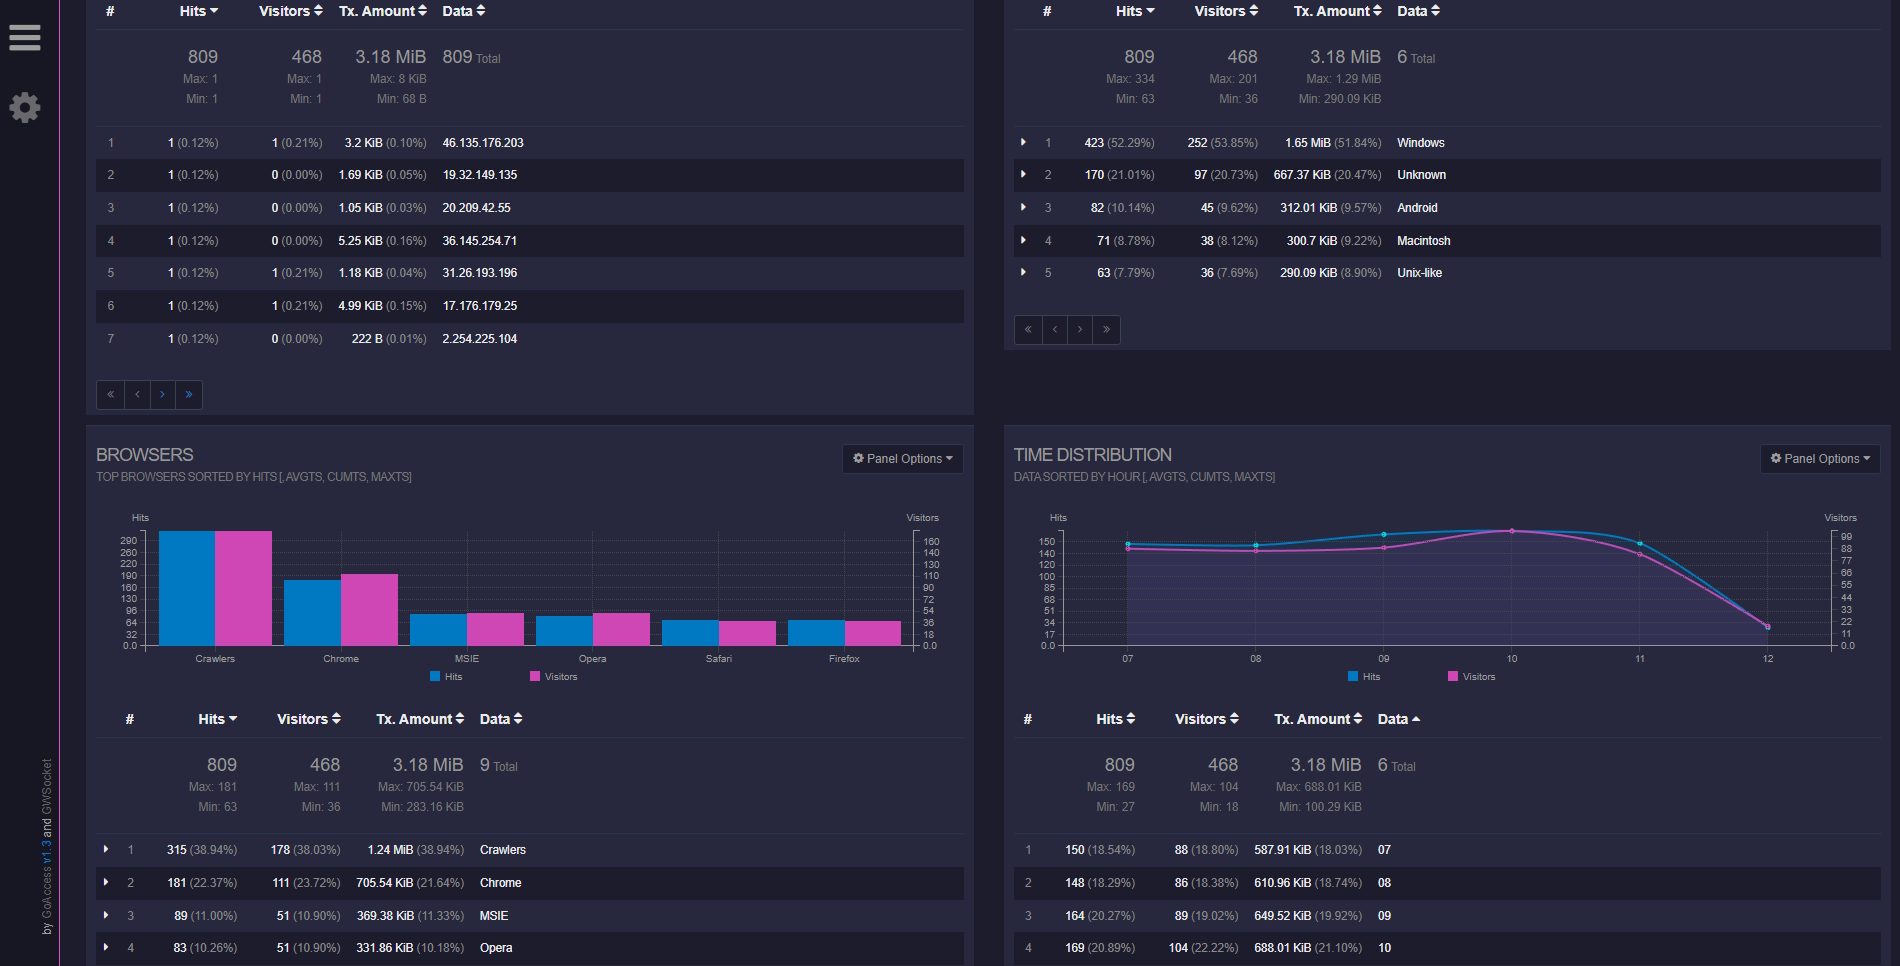 # Hits Visitors Tx. Amount Data
809 468 3.18 MiB 809 Total
Max: 1 Max: 1 Max: 8 KiB
Min: 1 Min: 1 Min: 68 B
1 1 (0.12%) 1 (0.21%) 3.2 KiB (0.10%) 46.135.176.203
2 1 (0.12%) 0 (0.00%) 1.69 KiB (0.05%) 19.32.149.135
3 1 (0.12%) 0 (0.00%) 1.05 KiB (0.03%) 20.209.42.55
4 1 (0.12%) 0 (0.00%) 5.25 KiB (0.16%) 36.145.254.71
5 1 (0.12%) 1 (0.21%) 1.18 KiB (0.04%) 31.26.193.196
6 1 (0.12%) 1 (0.21%) 4.99 KiB (0.15%) 17.176.179.25
7 1 (0.12%) 0 (0.00%) 222 B (0.01%) 2.254.225.104
« ‹ › »
# Hits Visitors Tx. Amount Data
809 468 3.18 MiB 6 Total
Max: 334 Max: 201 Max: 1.29 MiB
Min: 63 Min: 36 Min: 290.09 KiB
1 423 (52.29%) 252 (53.85%) 1.65 MiB (51.84%) Windows
2 170 (21.01%) 97 (20.73%) 667.37 KiB (20.47%) Unknown
3 82 (10.14%) 45 (9.62%) 312.01 KiB (9.57%) Android
4 71 (8.78%) 38 (8.12%) 300.7 KiB (9.22%) Macintosh
5 63 (7.79%) 36 (7.69%) 290.09 KiB (8.90%) Unix-like
« ‹ › »
BROWSERS
Panel Options
TOP BROWSERS SORTED BY HITS [, AVGTS, CUMTS, MAXTS]
Hits Visitors
290 160
260 140
220 130
190 110
160 90
130 72
96 54
64 36
32 18
0.0 0.0
Crawlers Chrome MSIE Opera Safari Firefox
Hits Visitors
# Hits Visitors Tx. Amount Data
809 468 3.18 MiB 9 Total
Max: 181 Max: 111 Max: 705.54 KiB
Min: 63 Min: 36 Min: 283.16 KiB
1 315 (38.94%) 178 (38.03%) 1.24 MiB (38.94%) Crawlers
2 181 (22.37%) 111 (23.72%) 705.54 KiB (21.64%) Chrome
3 89 (11.00%) 51 (10.90%) 369.38 KiB (11.33%) MSIE
4 83 (10.26%) 51 (10.90%) 331.86 KiB (10.18%) Opera
TIME DISTRIBUTION
Panel Options
DATA SORTED BY HOUR [, AVGTS, CUMTS, MAXTS]
Hits Visitors
150 99
140 88
120 77
100 66
85 55
68 44
51 33
34 22
17 11
0.0 0.0
07 08 09 10 11 12
Hits Visitors
# Hits Visitors Tx. Amount Data
809 468 3.18 MiB 6 Total
Max: 169 Max: 104 Max: 688.01 KiB
Min: 27 Min: 18 Min: 100.29 KiB
1 150 (18.54%) 88 (18.80%) 587.91 KiB (18.03%) 07
2 148 (18.29%) 86 (18.38%) 610.96 KiB (18.74%) 08
3 164 (20.27%) 89 (19.02%) 649.52 KiB (19.92%) 09
4 169 (20.89%) 104 (22.22%) 688.01 KiB (21.10%) 10
by GoAccess v1.3 and GWSocket